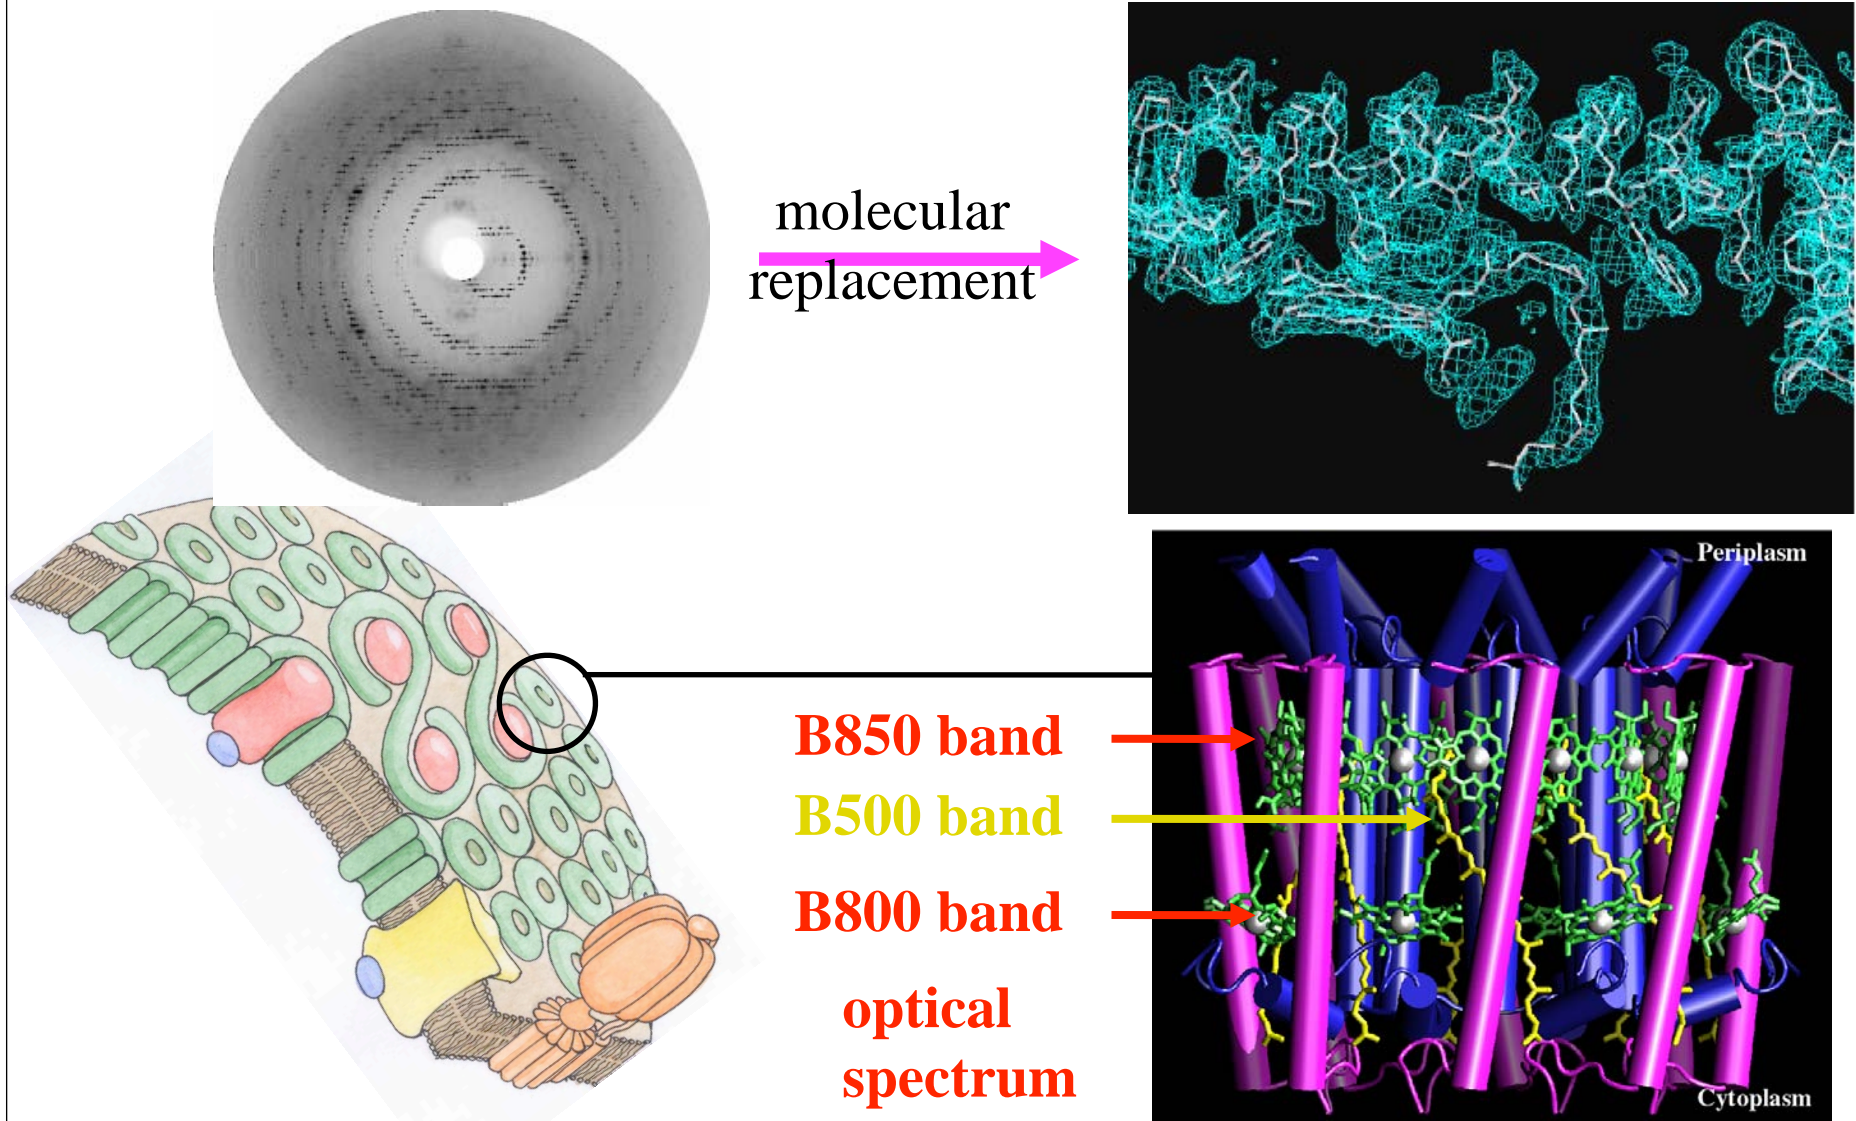 molecular
replacement
Periplasm
B850 band
B500 band
B800 band
optical
spectrum
Cytoplasm